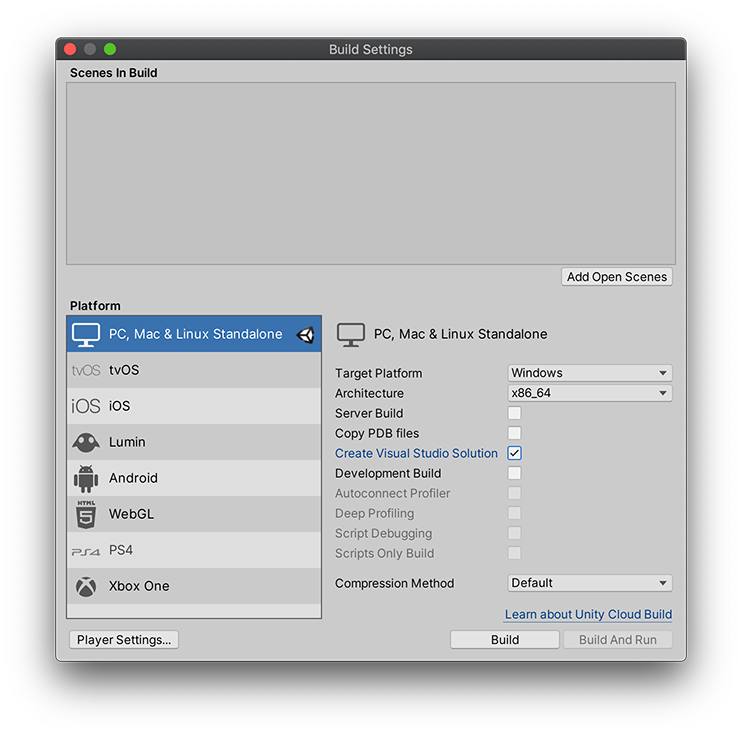 Build Settings
Scenes In Build
Add Open Scenes
Platform
PC, Mac & Linux Standalone
tvOS tvOS
iOS iOS
Lumin
Android
HTML 5 WebGL
PS4 PS4
Xbox One
PC, Mac & Linux Standalone
Target Platform Windows
Architecture x86_64
Server Build
Copy PDB files
Create Visual Studio Solution
Development Build
Autoconnect Profiler
Deep Profiling
Script Debugging
Scripts Only Build
Compression Method Default
Learn about Unity Cloud Build
Player Settings... Build Build And Run